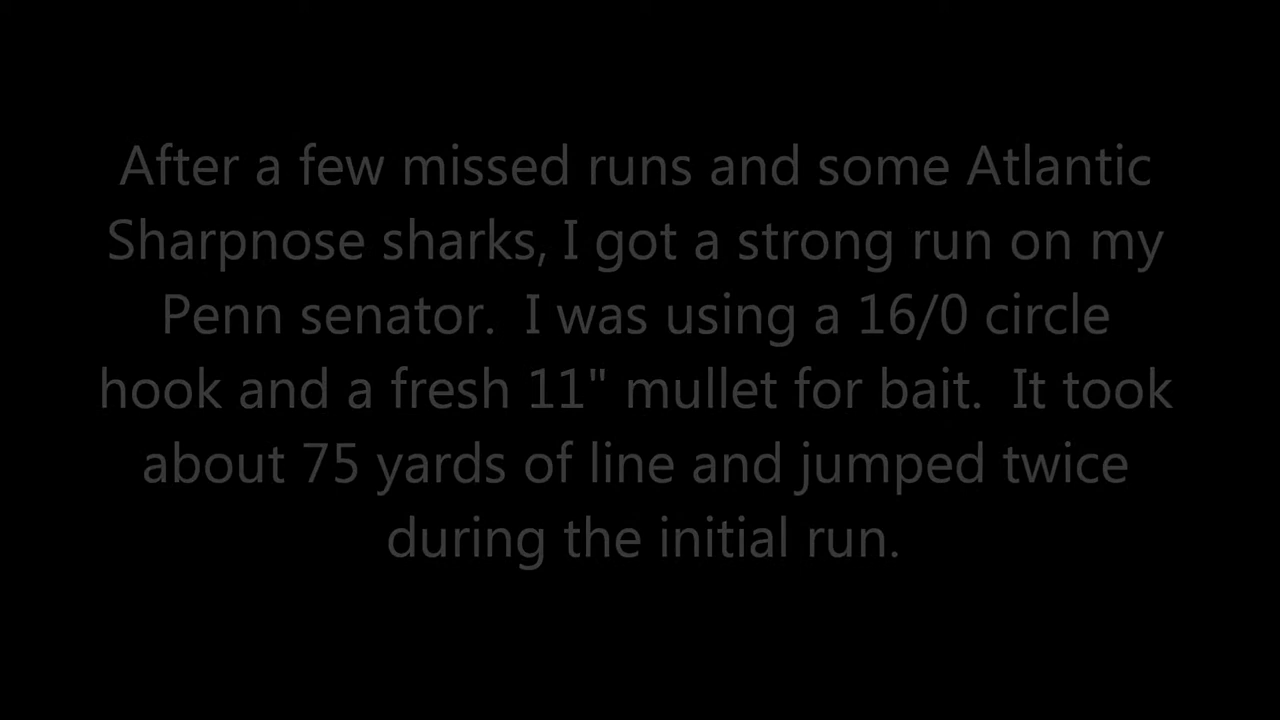 After a few missed runs and some Atlantic
Sharpnose sharks, I got a strong run on my
Penn senator.  I was using a 16/0 circle
hook and a fresh 11" mullet for bait.  It took
about 75 yards of line and jumped twice
during the initial run.